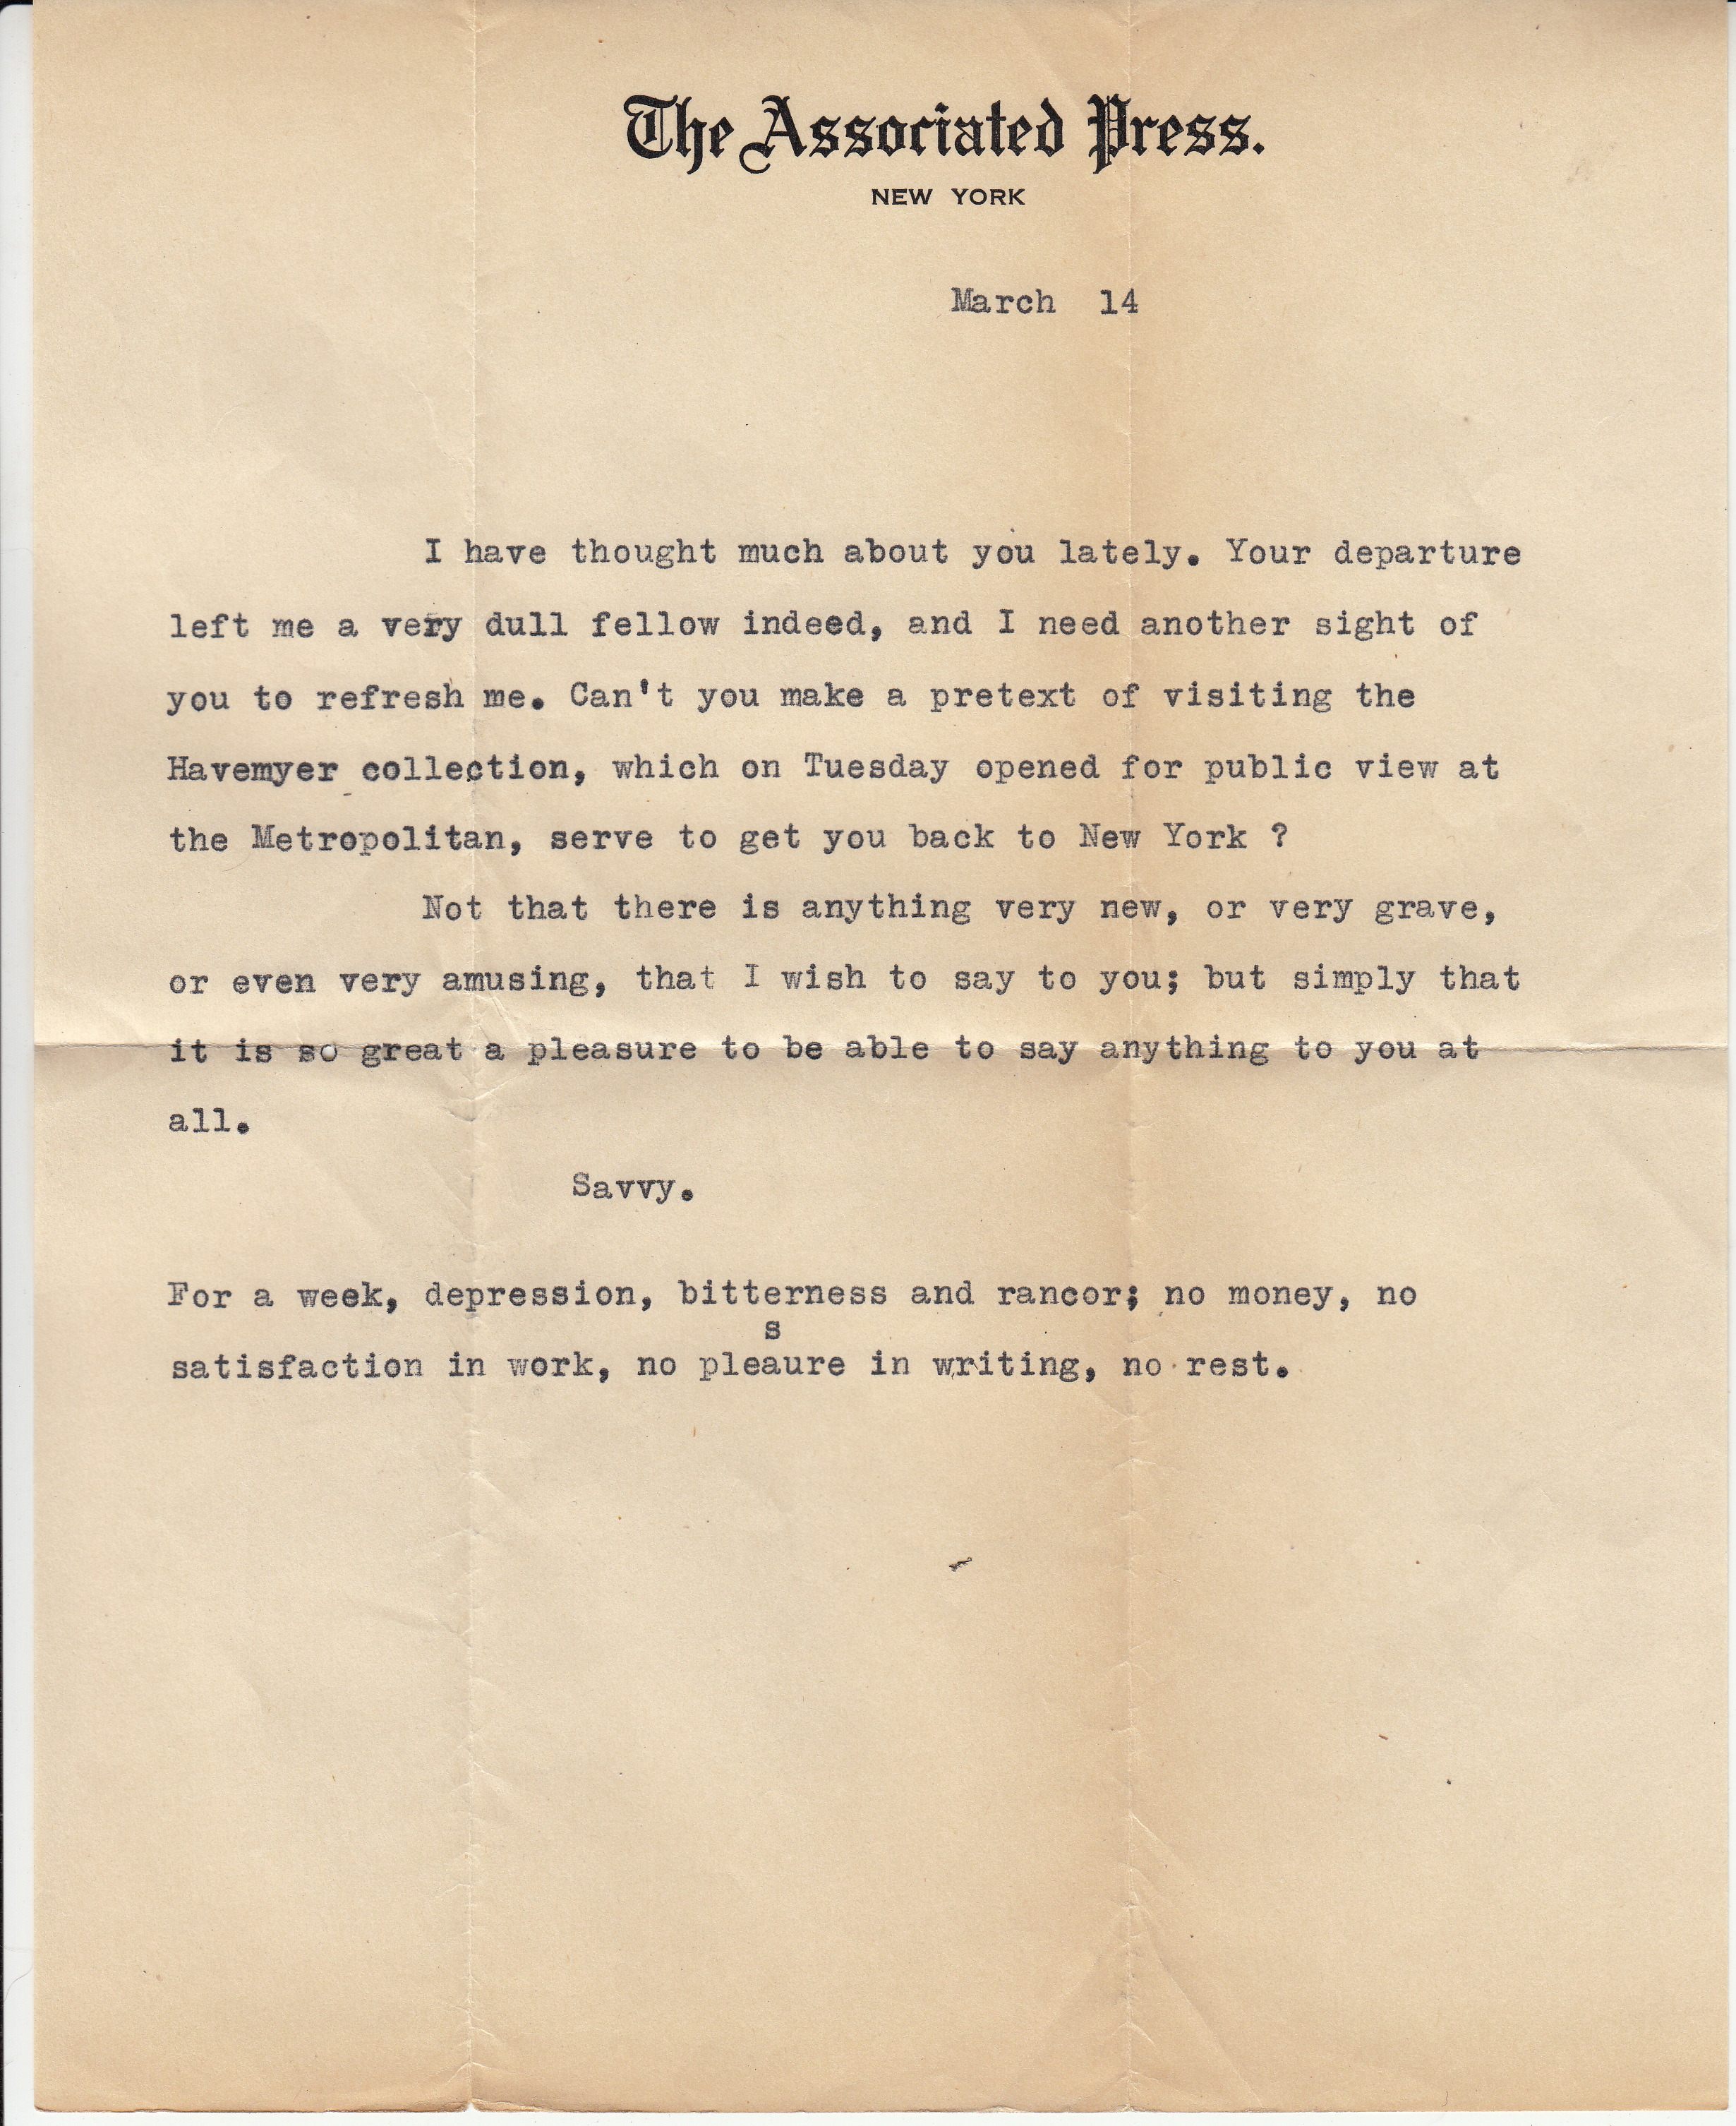 The Associated Press.
NEW YORK
March 14
I have thought much about you lately. Your departure
left me a very dull fellow indeed, and I need another sight of
you to refresh me. Can't you make a pretext of visiting the
Havemyer collection, which on Tuesday opened for public view at
the Metropolitan, serve to get you back to New York ?
Not that there is anything very new, or very grave,
or even very amusing, that I wish to say to you; but simply that
it is so great a pleasure to be able to say anything to you at
all.
Savvy.
For a week, depression, bitterness and rancor; no money, no
s
satisfaction in work, no pleaure in writing, no rest.